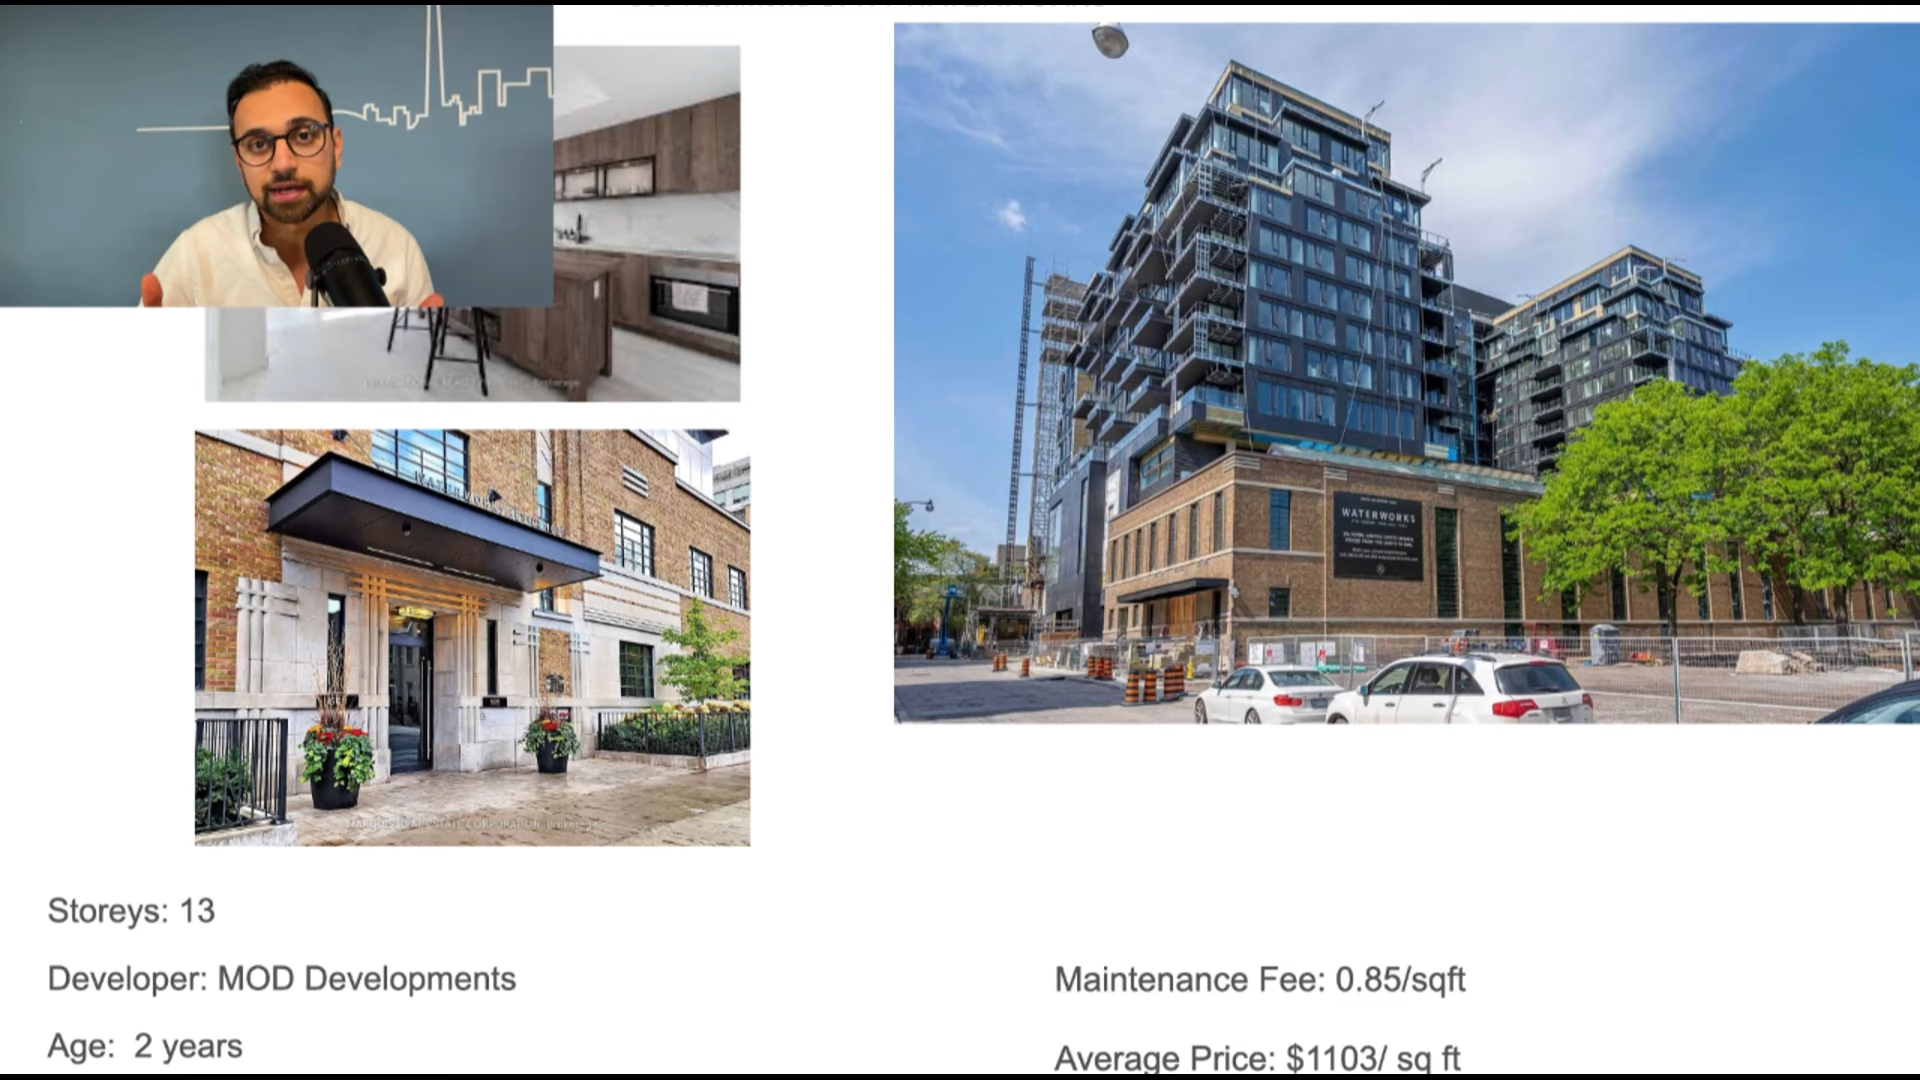 WATERWORKS
Storeys: 13
Developer: MOD Developments
Age: 2 years
Maintenance Fee: 0.85/sqft
Average Price: $1103/ sq ft